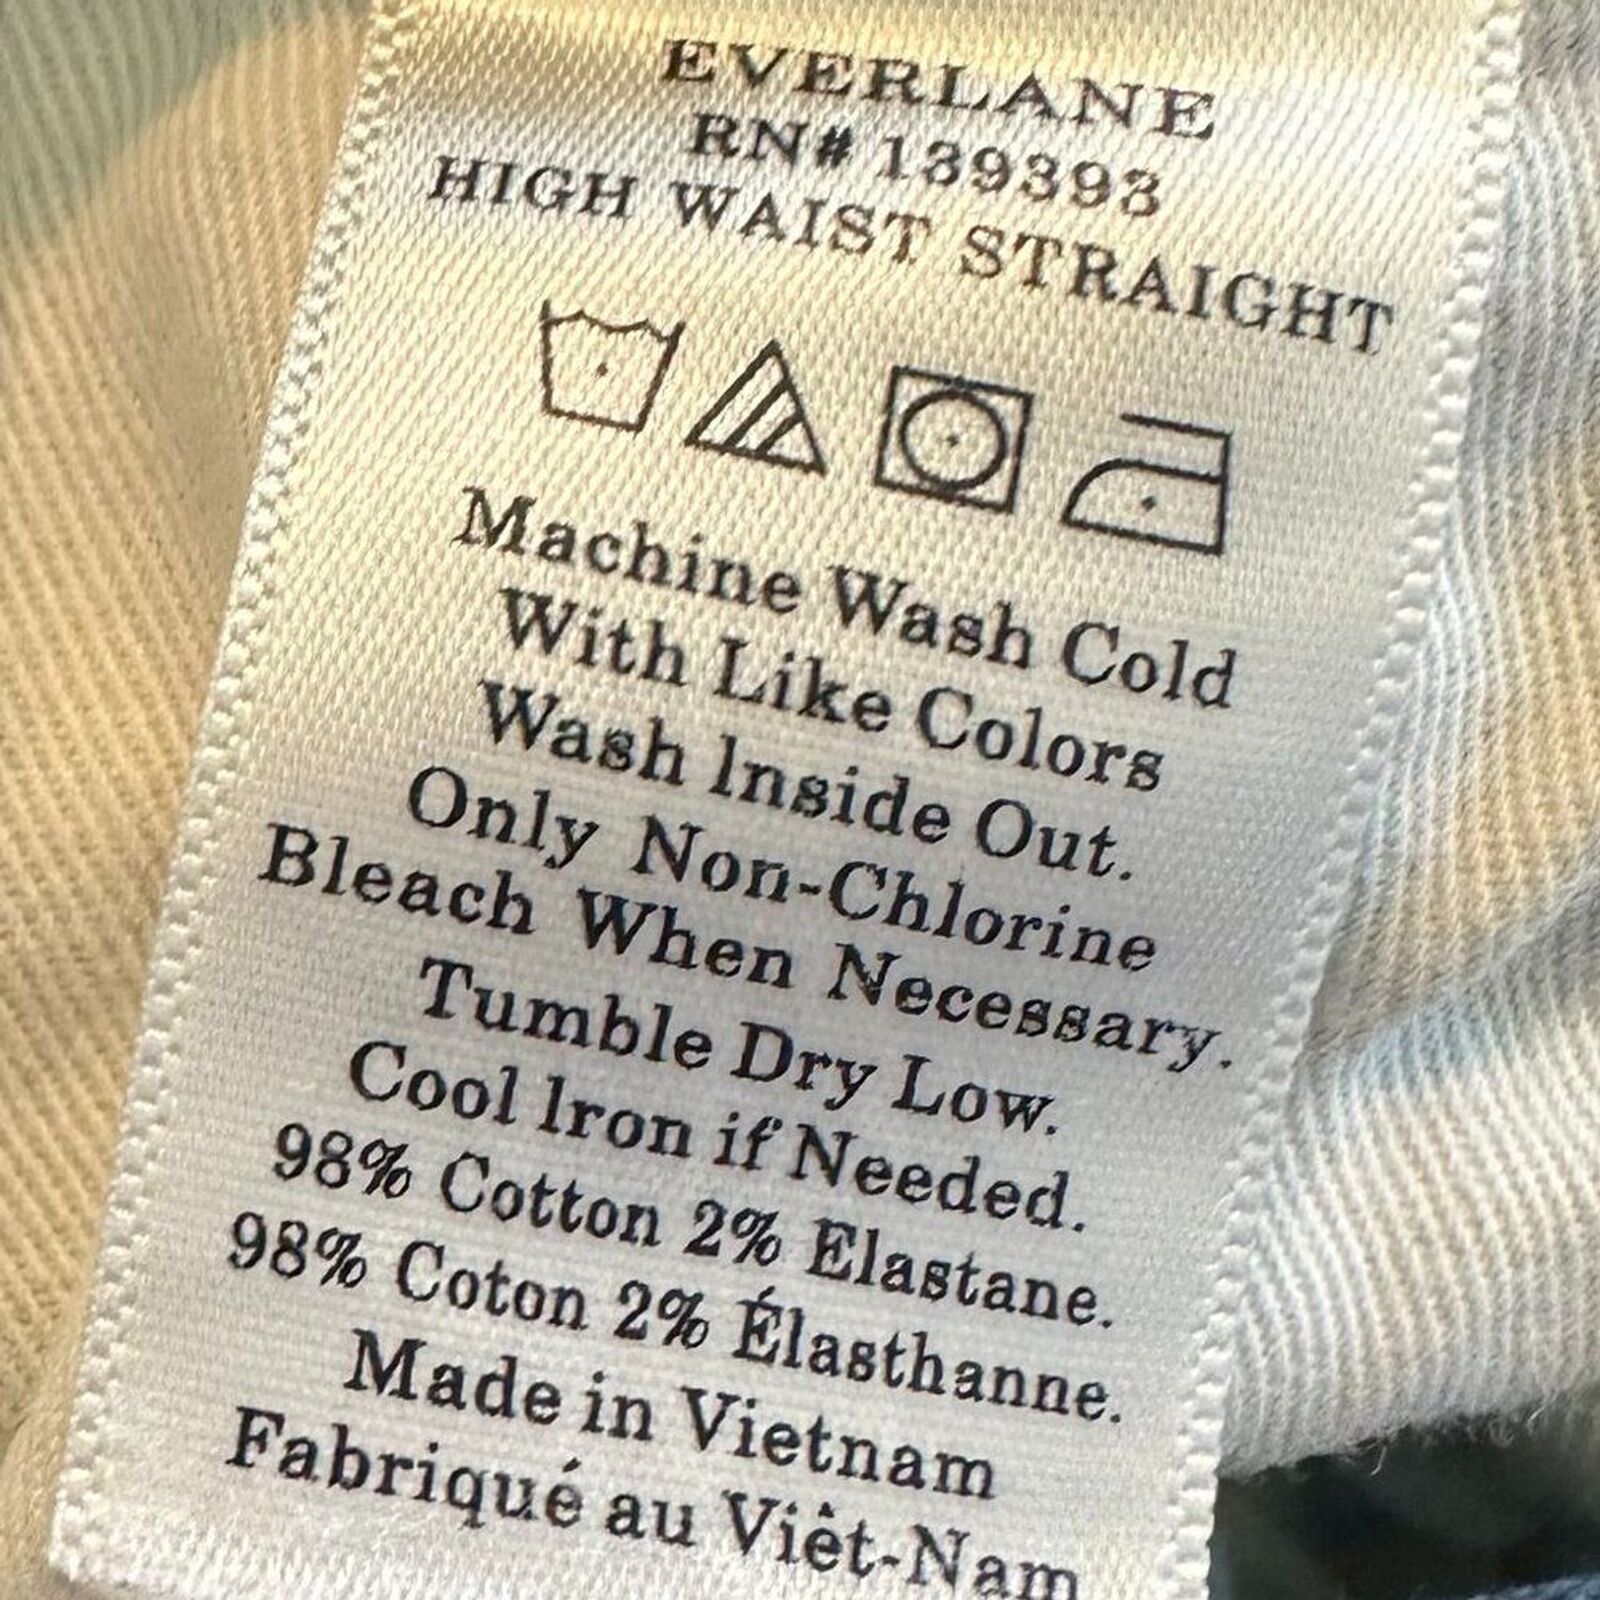 EVERLANE
RN# 139393
HIGH WAIST STRAIGHT
Machine Wash Cold
With Like Colors
Wash Inside Out.
Only Non-Chlorine
Bleach When Necessary.
Tumble Dry Low.
Cool Iron if Needed.
98% Cotton 2% Elastane.
98% Coton 2% Élasthanne.
Made in Vietnam
Fabriqué au Viêt-Nam